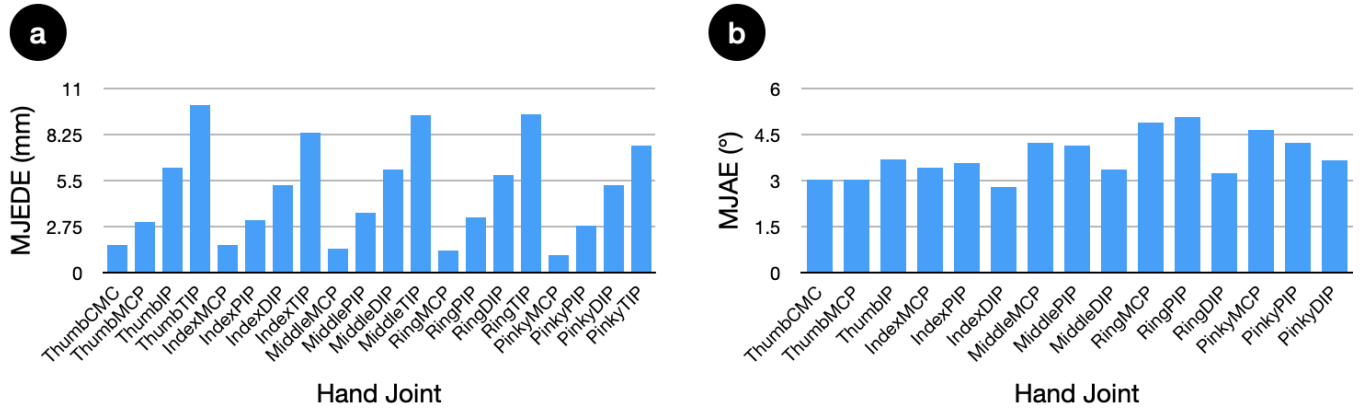 a
MJEDE (mm)
11
8.25
5.5
2.75
0
ThumbCMC
ThumbMCP
ThumbIP
ThumbTIP
IndexMCP
IndexPIP
IndexDIP
IndexTIP
MiddleMCP
MiddlePIP
MiddleDIP
MiddleTIP
RingMCP
RingPIP
RingDIP
RingTIP
PinkyMCP
PinkyPIP
PinkyDIP
PinkyTIP
Hand Joint
b
MJAE (°)
6
4.5
3
1.5
0
ThumbCMC
ThumbMCP
ThumbIP
IndexMCP
IndexPIP
IndexDIP
MiddleMCP
MiddlePIP
MiddleDIP
RingMCP
RingPIP
RingDIP
PinkyMCP
PinkyPIP
PinkyDIP
Hand Joint